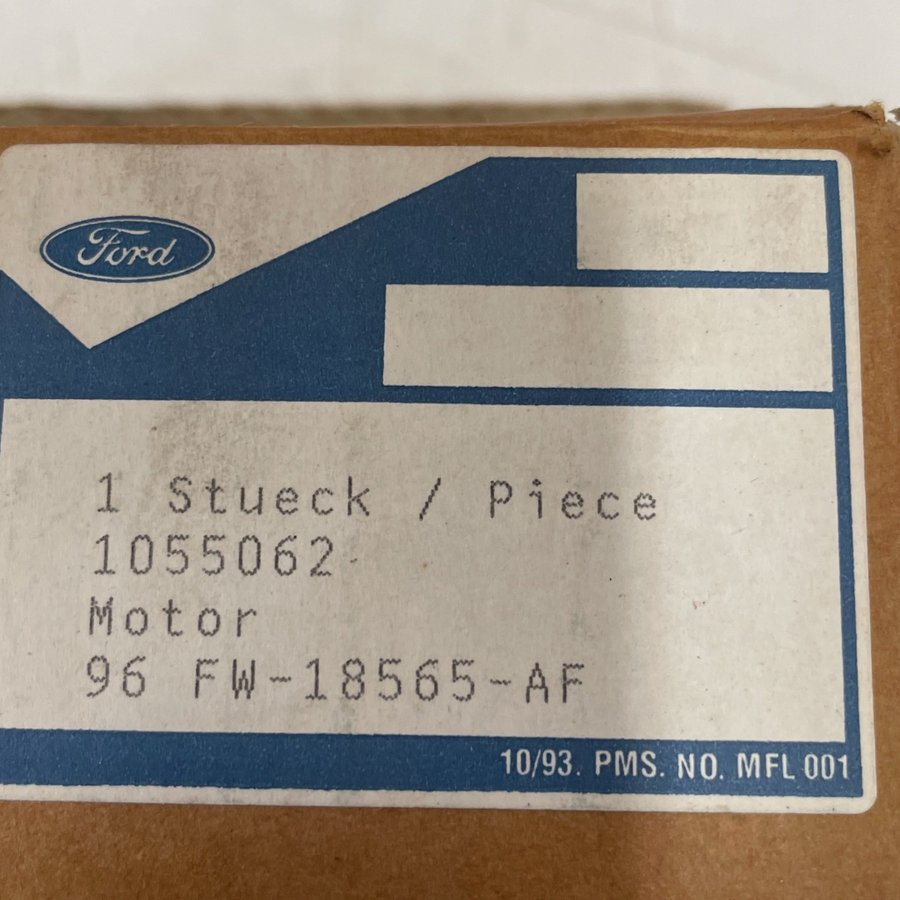 Ford
1 Stueck / Piece
1055062
Motor
96 FW-18565-AF
10/93. PMS. NO. MFL 001